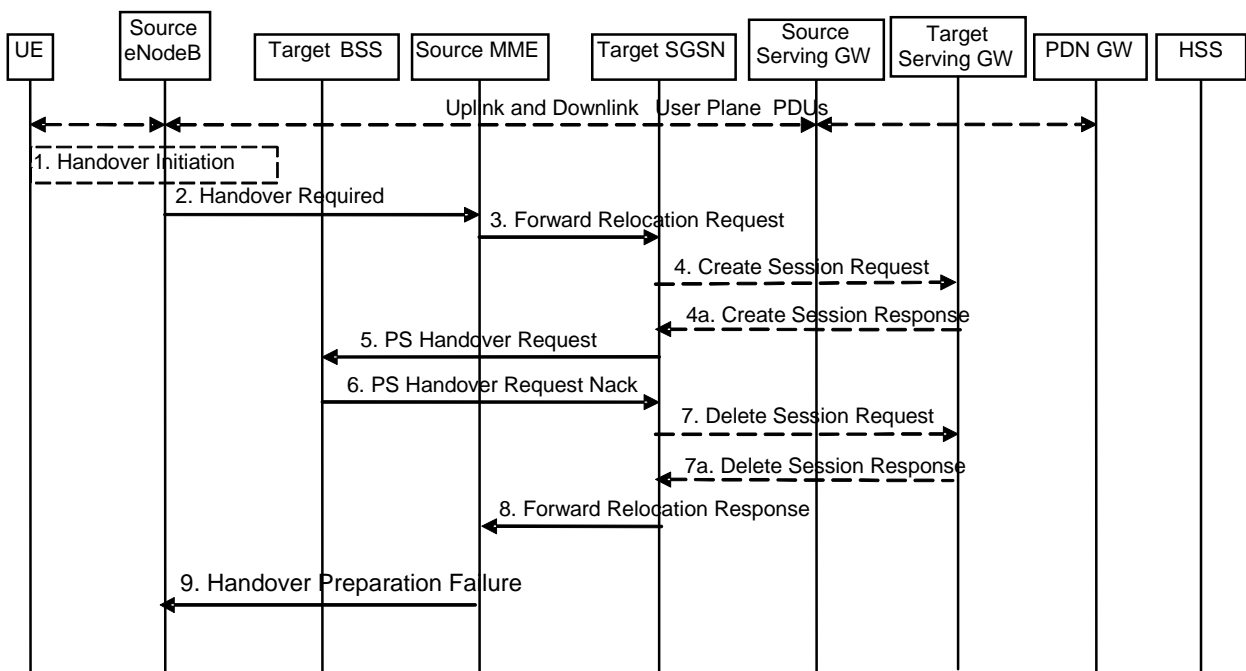 UE
Source
eNodeB
Target BSS
Source MME
Target SGSN
Source
Serving GW
Target
Serving GW
PDN GW
HSS
Uplink and Downlink User Plane PDUs
1. Handover Initiation
2. Handover Required
3. Forward Relocation Request
4. Create Session Request
4a. Create Session Response
5. PS Handover Request
6. PS Handover Request Nack
7. Delete Session Request
7a. Delete Session Response
8. Forward Relocation Response
9. Handover Preparation Failure